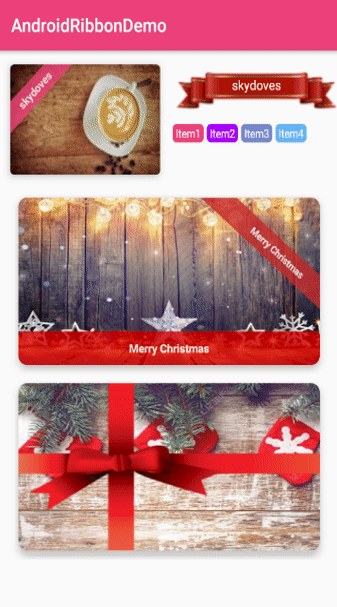 AndroidRibbonDemo
skydoves
skydoves
Item1 Item2 Item3 Item4
Merry Christmas
Merry Christmas